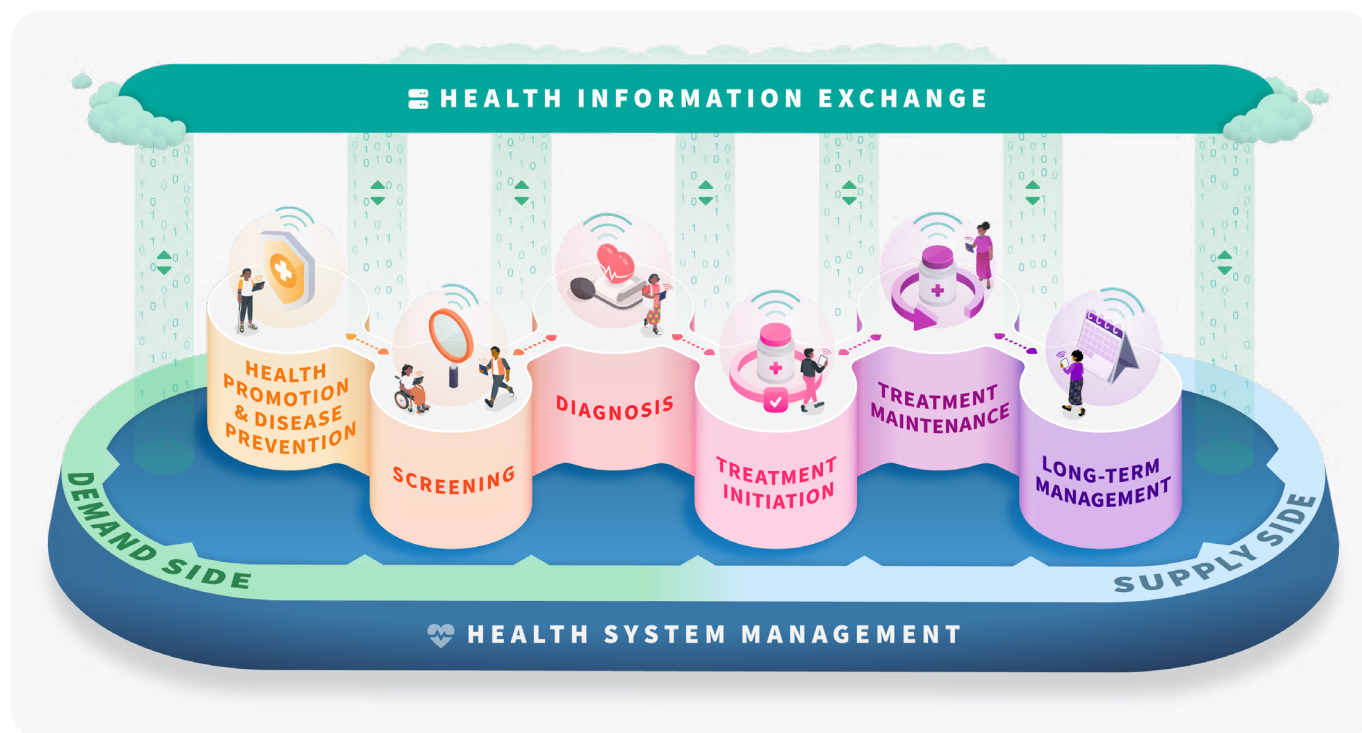 HEALTH INFORMATION EXCHANGE
HEALTH
PROMOTION
& DISEASE
PREVENTION
SCREENING
DIAGNOSIS
TREATMENT
INITIATION
TREATMENT
MAINTENANCE
LONG-TERM
MANAGEMENT
DEMAND SIDE
SUPPLY SIDE
HEALTH SYSTEM MANAGEMENT